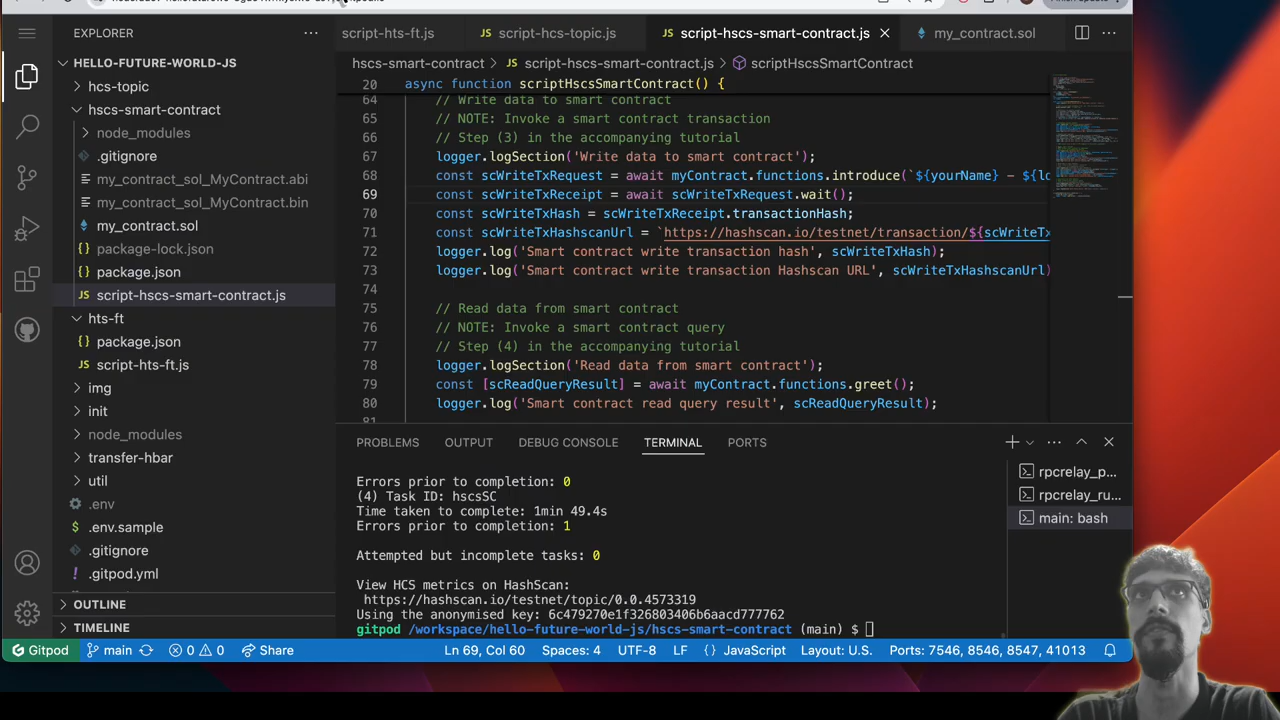 Finish update
EXPLORER
HELLO-FUTURE-WORLD-JS
hcs-topic
hscs-smart-contract
node_modules
.gitignore
my_contract_sol_MyContract.abi
my_contract_sol_MyContract.bin
my_contract.sol
package-lock.json
package.json
script-hscs-smart-contract.js
hts-ft
package.json
script-hts-ft.js
img
init
node_modules
transfer-hbar
util
.env
.env.sample
.gitignore
.gitpod.yml
OUTLINE
TIMELINE
script-hts-ft.js
script-hcs-topic.js
script-hscs-smart-contract.js
my_contract.sol
hscs-smart-contract > script-hscs-smart-contract.js > scriptHscsSmartContract
20 async function scriptHscsSmartContract() {
64 // Write data to smart contract
65 // NOTE: Invoke a smart contract transaction
66 // Step (3) in the accompanying tutorial
67 logger.logSection('Write data to smart contract');
68 const scWriteTxRequest = await myContract.functions.introduce(`${yourName} - ${lo
69 const scWriteTxReceipt = await scWriteTxRequest.wait();
70 const scWriteTxHash = scWriteTxReceipt.transactionHash;
71 const scWriteTxHashscanUrl = `https://hashscan.io/testnet/transaction/${scWriteTx
72 logger.log('Smart contract write transaction hash', scWriteTxHash);
73 logger.log('Smart contract write transaction Hashscan URL', scWriteTxHashscanUrl)
74
75 // Read data from smart contract
76 // NOTE: Invoke a smart contract query
77 // Step (4) in the accompanying tutorial
78 logger.logSection('Read data from smart contract');
79 const [scReadQueryResult] = await myContract.functions.greet();
80 logger.log('Smart contract read query result', scReadQueryResult);
81
PROBLEMS OUTPUT DEBUG CONSOLE TERMINAL PORTS
Errors prior to completion: 0
(4) Task ID: hscsSC
Time taken to complete: 1min 49.4s
Errors prior to completion: 1
Attempted but incomplete tasks: 0
View HCS metrics on HashScan:
https://hashscan.io/testnet/topic/0.0.4573319
Using the anonymised key: 6c479270e1f326803406b6aacd777762
gitpod /workspace/hello-future-world-js/hscs-smart-contract (main) $
rpcrelay_p...
rpcrelay_ru...
main: bash
Gitpod main 0 0 Share Ln 69, Col 60 Spaces: 4 UTF-8 LF {} JavaScript Layout: U.S. Ports: 7546, 8546, 8547, 41013